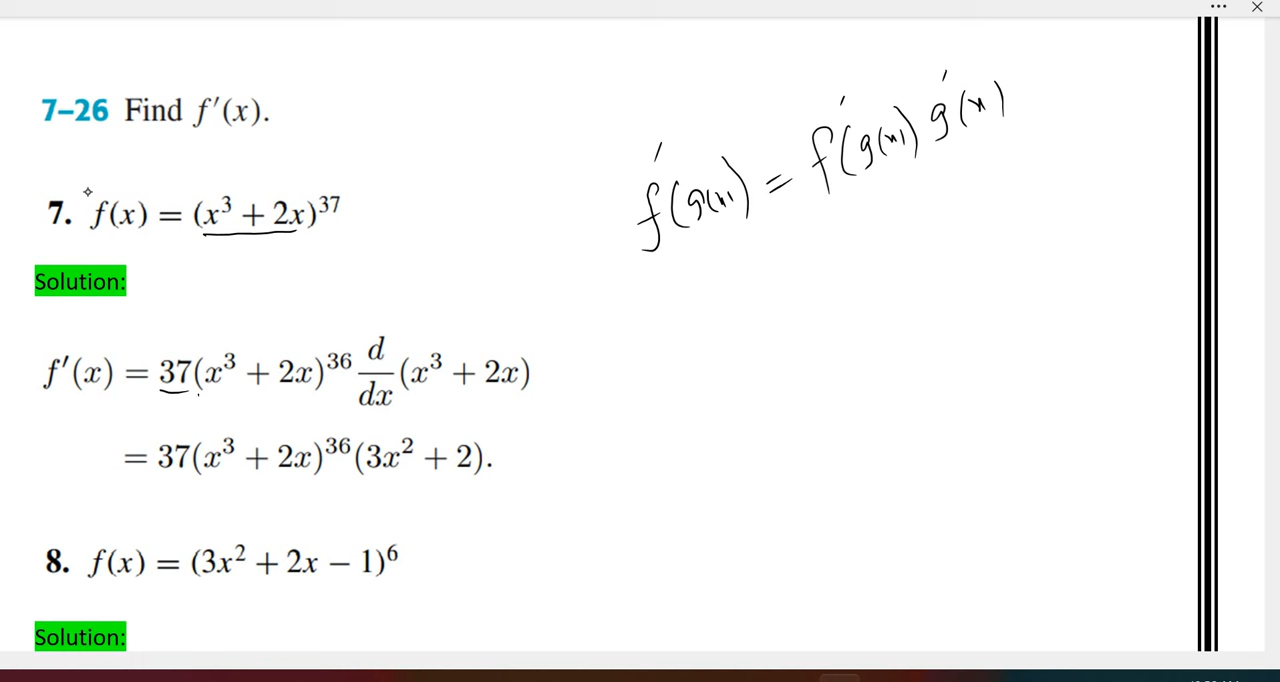 7–26 Find f′(x).
f′(g(x)) = f′(g(x)) g′(x)
7. f(x) = (x³ + 2x)³⁷
Solution:
f′(x) = 37(x³ + 2x)³⁶ d/dx (x³ + 2x)
= 37(x³ + 2x)³⁶(3x² + 2).
8. f(x) = (3x² + 2x − 1)⁶
Solution: